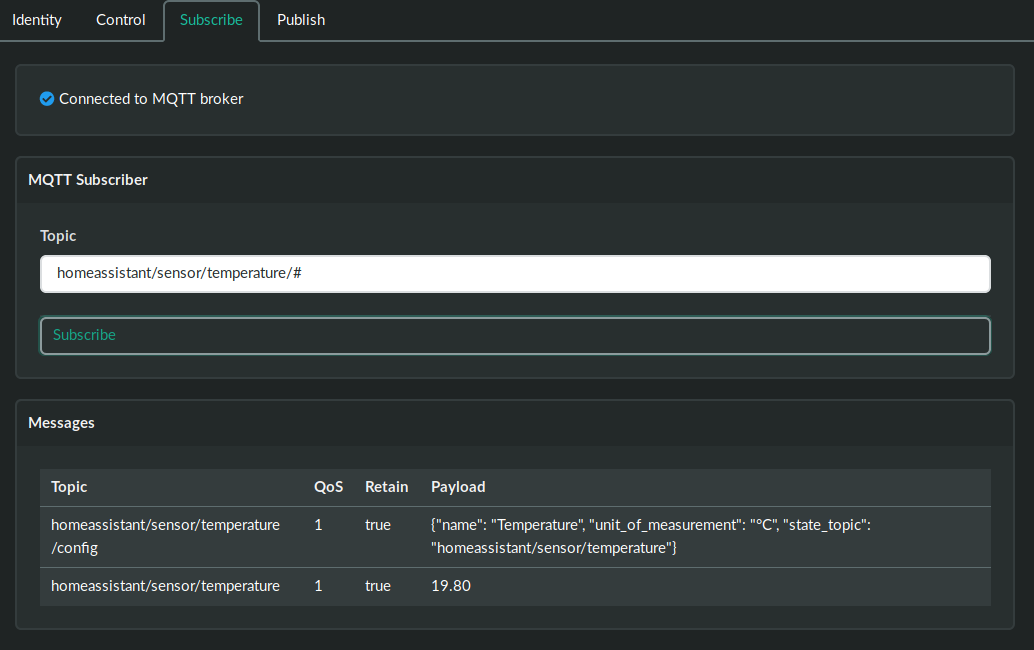 Identity Control Subscribe Publish
Connected to MQTT broker
MQTT Subscriber
Topic
homeassistant/sensor/temperature/#
Subscribe
Messages
Topic QoS Retain Payload
homeassistant/sensor/temperature 1 true {"name": "Temperature", "unit_of_measurement": "°C", "state_topic":
/config "homeassistant/sensor/temperature"}
homeassistant/sensor/temperature 1 true 19.80